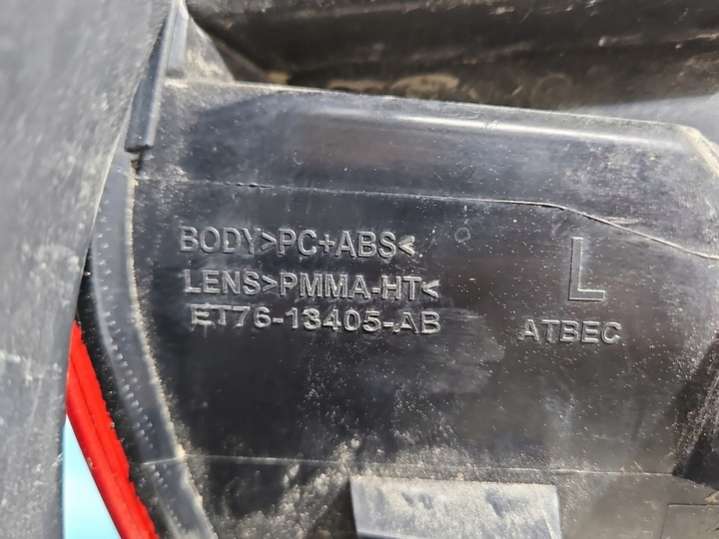 BODY>PC+ABS<
LENS>PMMA-HT<
ET76-13405-AB
L
ATBEC